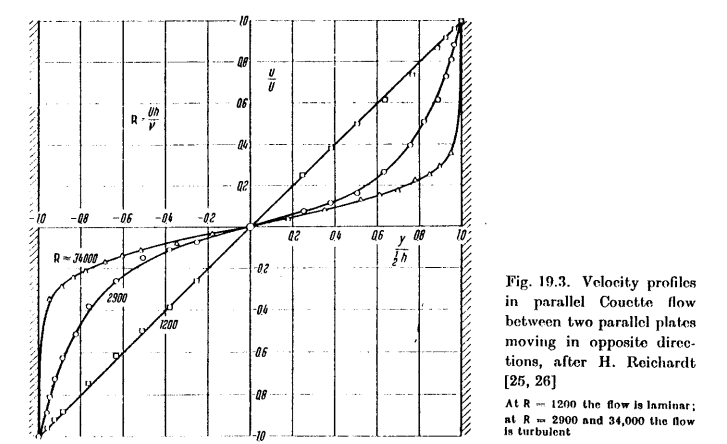 1.0
0.8
0.6
0.4
0.2
u
U
R = Uh
ν
-1.0 -0.8 -0.6 -0.4 -0.2
0.2 0.4 0.6 0.8 1.0
y
½ h
R = 34000
2900
1200
-0.2
-0.4
-0.6
-0.8
-1.0
Fig. 19.3. Velocity profiles
in parallel Couette flow
between two parallel plates
moving in opposite direc-
tions, after H. Reichardt
[25, 26]
At R = 1200 the flow is laminar;
at R = 2900 and 34,000 the flow
is turbulent